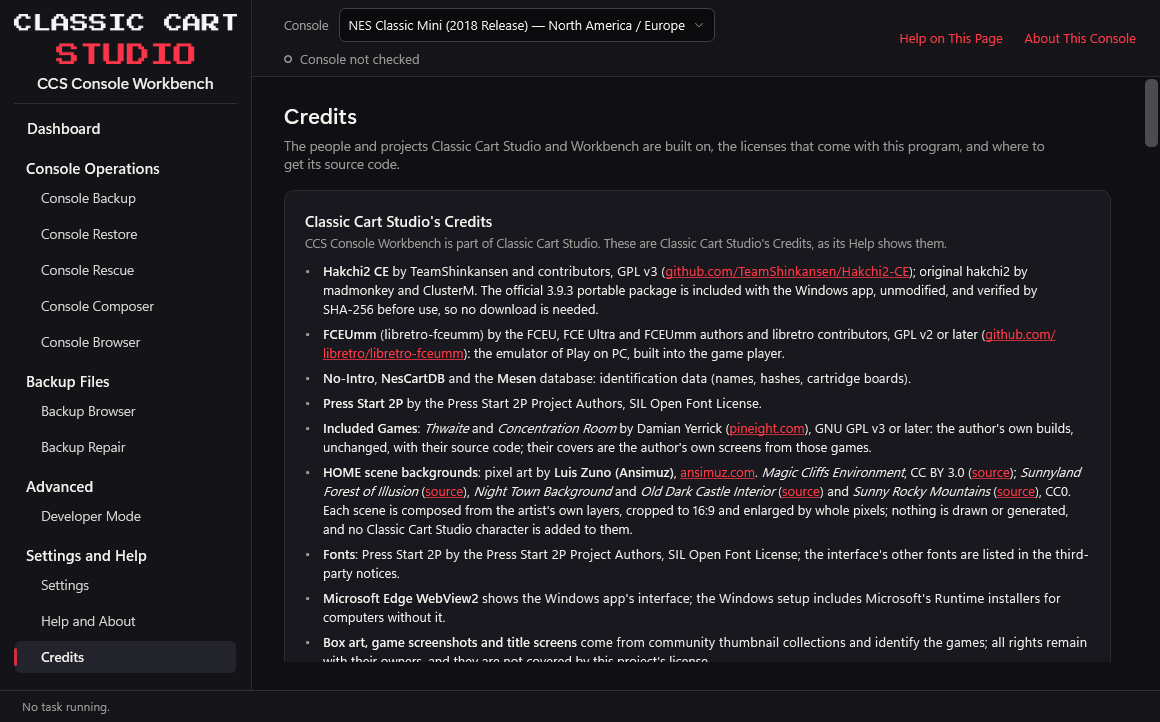 CLASSIC CART
STUDIO
CCS Console Workbench
Dashboard
Console Operations
Console Backup
Console Restore
Console Rescue
Console Composer
Console Browser
Backup Files
Backup Browser
Backup Repair
Advanced
Developer Mode
Settings and Help
Settings
Help and About
Credits
Console
NES Classic Mini (2018 Release) — North America / Europe
Console not checked
Help on This Page
About This Console
Credits
The people and projects Classic Cart Studio and Workbench are built on, the licenses that come with this program, and where to
get its source code.
Classic Cart Studio's Credits
CCS Console Workbench is part of Classic Cart Studio. These are Classic Cart Studio's Credits, as its Help shows them.
• Hakchi2 CE by TeamShinkansen and contributors, GPL v3 (github.com/TeamShinkansen/Hakchi2-CE); original hakchi2 by
madmonkey and ClusterM. The official 3.9.3 portable package is included with the Windows app, unmodified, and verified by
SHA-256 before use, so no download is needed.
• FCEUmm (libretro-fceumm) by the FCEU, FCE Ultra and FCEUmm authors and libretro contributors, GPL v2 or later (github.com/
libretro/libretro-fceumm): the emulator of Play on PC, built into the game player.
• No-Intro, NesCartDB and the Mesen database: identification data (names, hashes, cartridge boards).
• Press Start 2P by the Press Start 2P Project Authors, SIL Open Font License.
• Included Games: Thwaite and Concentration Room by Damian Yerrick (pineight.com), GNU GPL v3 or later: the author's own builds,
unchanged, with their source code; their covers are the author's own screens from those games.
• HOME scene backgrounds: pixel art by Luis Zuno (Ansimuz), ansimuz.com. Magic Cliffs Environment, CC BY 3.0 (source); Sunnyland
Forest of Illusion (source), Night Town Background and Old Dark Castle Interior (source) and Sunny Rocky Mountains (source), CC0.
Each scene is composed from the artist's own layers, cropped to 16:9 and enlarged by whole pixels; nothing is drawn or generated,
and no Classic Cart Studio character is added to them.
• Fonts: Press Start 2P by the Press Start 2P Project Authors, SIL Open Font License; the interface's other fonts are listed in the third-
party notices.
• Microsoft Edge WebView2 shows the Windows app's interface; the Windows setup includes Microsoft's Runtime installers for
computers without it.
• Box art, game screenshots and title screens come from community thumbnail collections and identify the games; all rights remain
with their owners, and they are not covered by this project's license.
No task running.